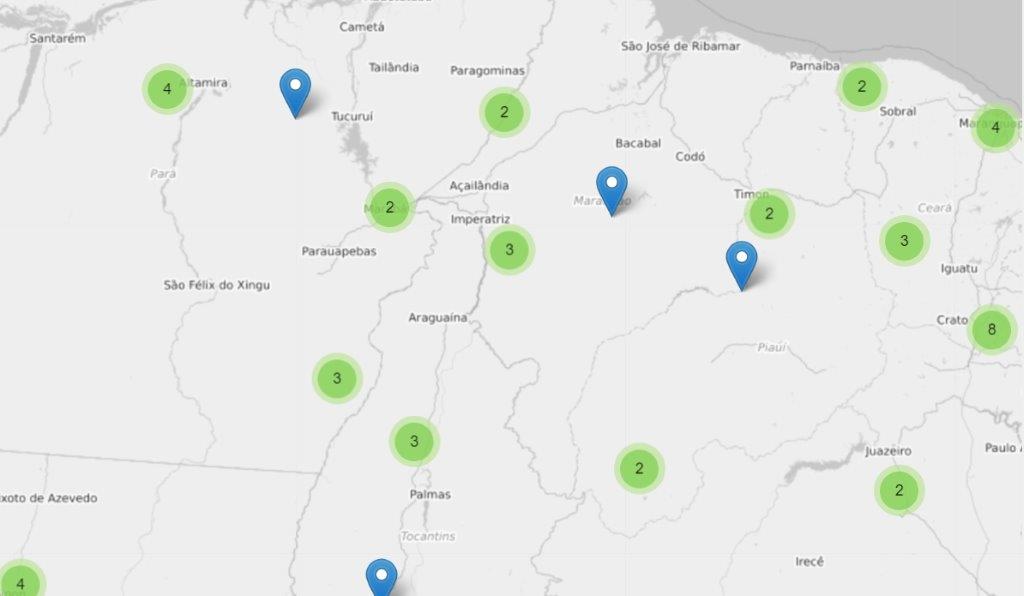 Cametá
Santarém
São José de Ribamar
Tailândia
Paragominas
Parnaíba
4
Altamira
2
2
Sobral
Tucuruí
4
Bacabal
Codó
Pará
Açailândia
Timon
2
2
Ceará
Imperatriz
3
3
Parauapebas
Iguatu
São Félix do Xingu
Araguaína
Crato
8
Piauí
3
3
Juazeiro
Paulo A
2
2
Palmas
ixoto de Azevedo
Tocantins
Irecê
4